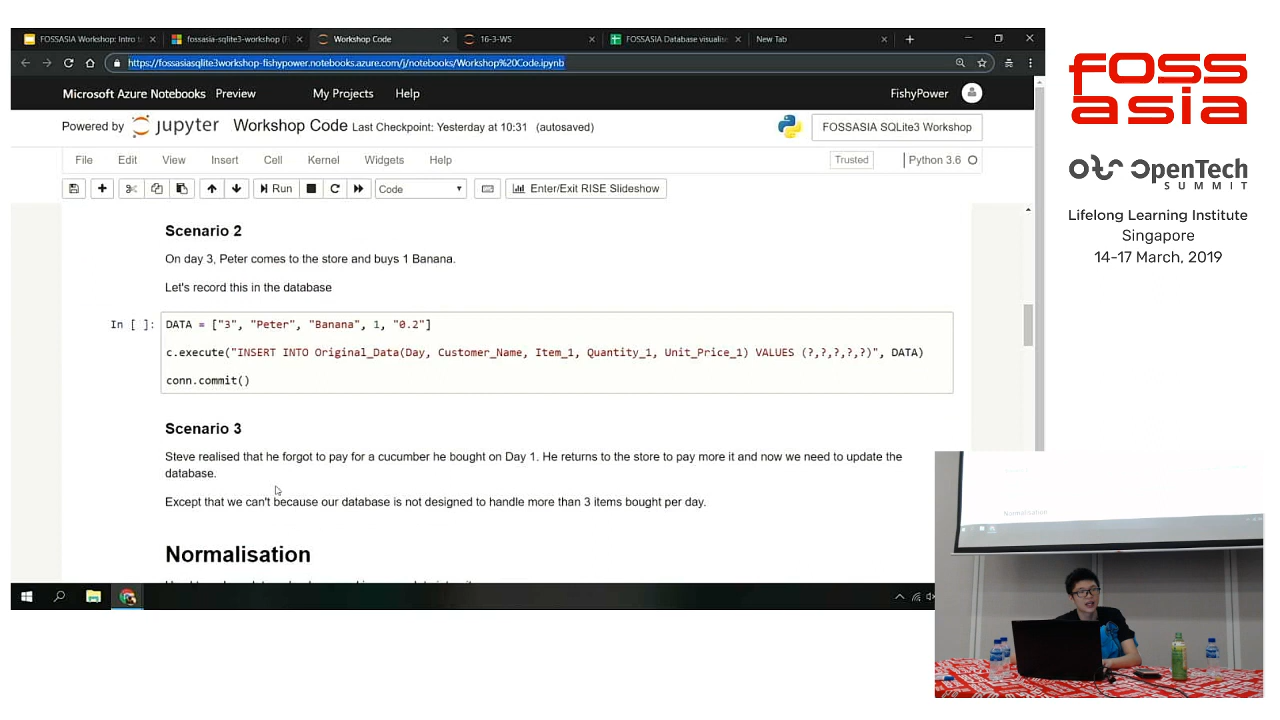 FOSSASIA Workshop: Intro t
fossasia-sqlite3-workshop (F
Workshop Code
16-3-WS
FOSSASIA Database visualis
New Tab
https://fossasiasqlite3workshop-fishypower.notebooks.azure.com/j/notebooks/Workshop%20Code.ipynb
Microsoft Azure Notebooks Preview My Projects Help FishyPower
Powered by jupyter Workshop Code Last Checkpoint: Yesterday at 10:31 (autosaved) FOSSASIA SQLite3 Workshop
File Edit View Insert Cell Kernel Widgets Help Trusted Python 3.6
Run Code Enter/Exit RISE Slideshow
Scenario 2
On day 3, Peter comes to the store and buys 1 Banana.
Let's record this in the database
In [ ]: DATA = ["3", "Peter", "Banana", 1, "0.2"]
c.execute("INSERT INTO Original_Data(Day, Customer_Name, Item_1, Quantity_1, Unit_Price_1) VALUES (?,?,?,?,?)", DATA)
conn.commit()
Scenario 3
Steve realised that he forgot to pay for a cucumber he bought on Day 1. He returns to the store to pay more it and now we need to update the
database.
Except that we can't because our database is not designed to handle more than 3 items bought per day.
Normalisation
FOSS
asia
OpenTech
SUMMIT
Lifelong Learning Institute
Singapore
14-17 March, 2019
Normalisation